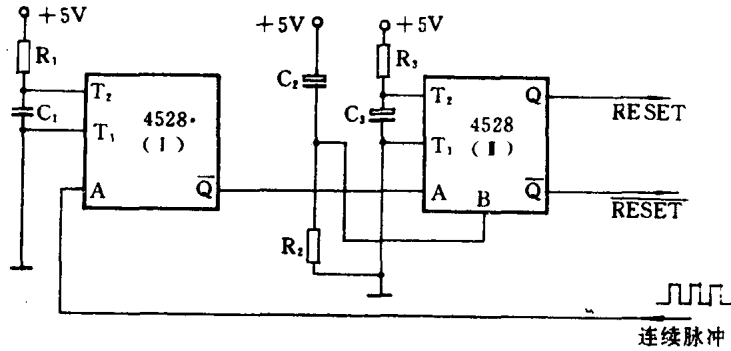 +5V
R₁
C₁
T₂
T₁
A
4528
(Ⅰ)
Q̅
+5V
C₂
R₂
+5V
R₃
C₃
T₂
T₁
A
4528
(Ⅱ)
B
Q
Q̅
RESET
R̅E̅S̅E̅T̅
连续脉冲